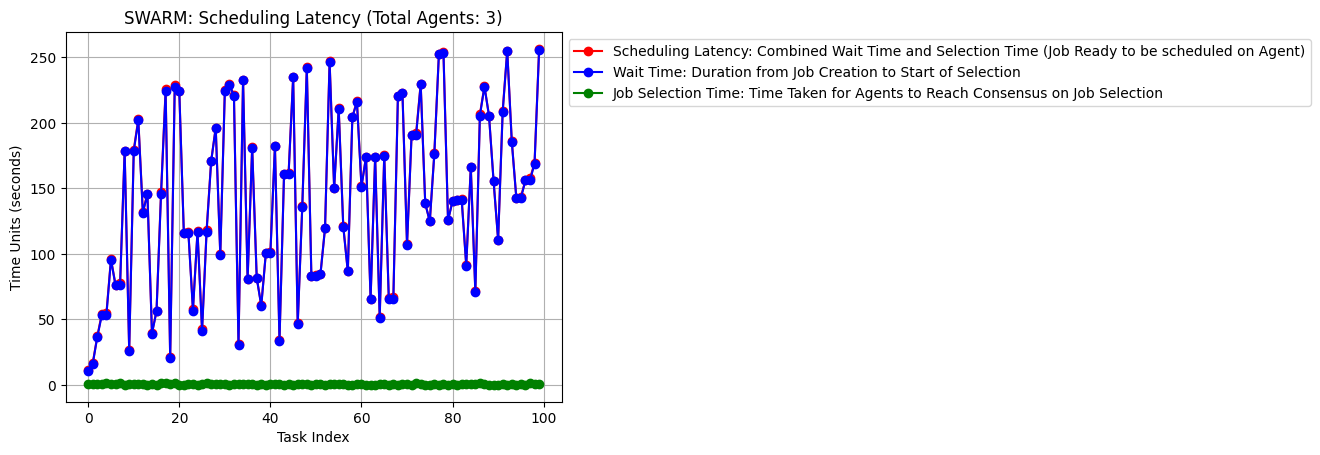 SWARM: Scheduling Latency (Total Agents: 3)
Scheduling Latency: Combined Wait Time and Selection Time (Job Ready to be scheduled on Agent)
Wait Time: Duration from Job Creation to Start of Selection
Job Selection Time: Time Taken for Agents to Reach Consensus on Job Selection
Time Units (seconds)
250
200
150
100
50
0
0 20 40 60 80 100
Task Index